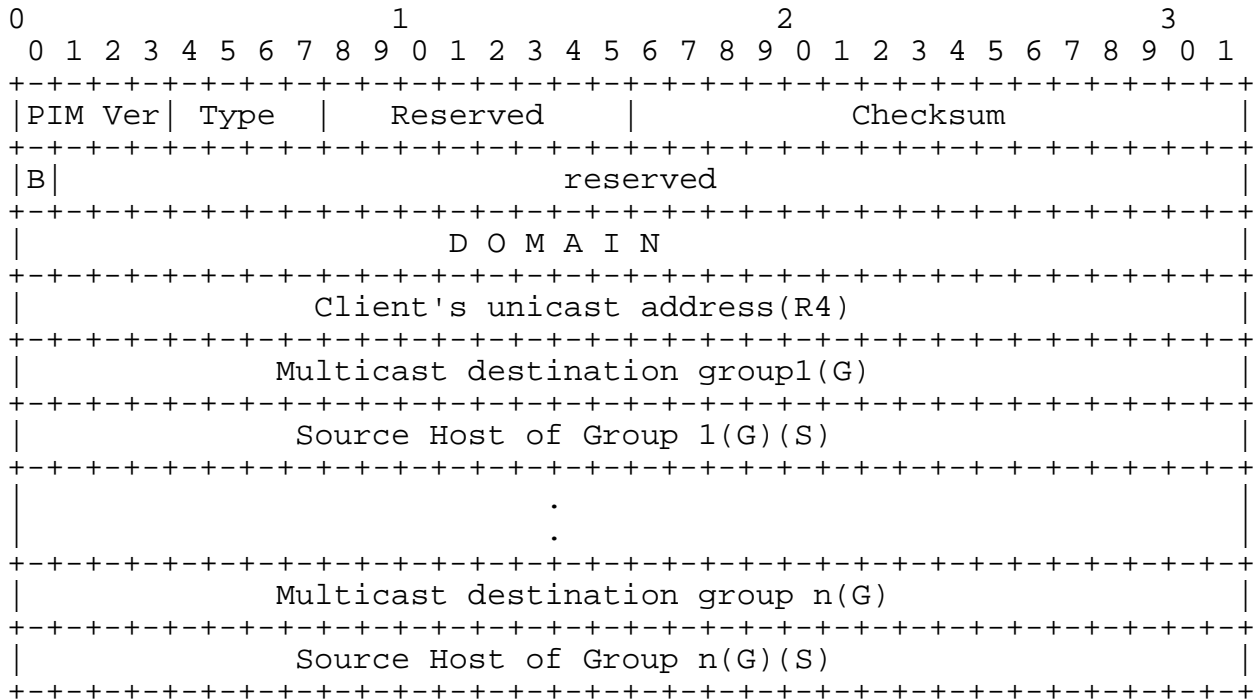 0                   1                   2                   3
 0 1 2 3 4 5 6 7 8 9 0 1 2 3 4 5 6 7 8 9 0 1 2 3 4 5 6 7 8 9 0 1
+-+-+-+-+-+-+-+-+-+-+-+-+-+-+-+-+-+-+-+-+-+-+-+-+-+-+-+-+-+-+-+-+
|PIM Ver| Type  |   Reserved    |           Checksum            |
+-+-+-+-+-+-+-+-+-+-+-+-+-+-+-+-+-+-+-+-+-+-+-+-+-+-+-+-+-+-+-+-+
|B|                         reserved                            |
+-+-+-+-+-+-+-+-+-+-+-+-+-+-+-+-+-+-+-+-+-+-+-+-+-+-+-+-+-+-+-+-+
|                     D O M A I N                               |
+-+-+-+-+-+-+-+-+-+-+-+-+-+-+-+-+-+-+-+-+-+-+-+-+-+-+-+-+-+-+-+-+
|              Client's unicast address(R4)                     |
+-+-+-+-+-+-+-+-+-+-+-+-+-+-+-+-+-+-+-+-+-+-+-+-+-+-+-+-+-+-+-+-+
|            Multicast destination group1(G)                    |
+-+-+-+-+-+-+-+-+-+-+-+-+-+-+-+-+-+-+-+-+-+-+-+-+-+-+-+-+-+-+-+-+
|             Source Host of Group 1(G)(S)                      |
+-+-+-+-+-+-+-+-+-+-+-+-+-+-+-+-+-+-+-+-+-+-+-+-+-+-+-+-+-+-+-+-+
|                          .                                    |
|                          .                                    |
+-+-+-+-+-+-+-+-+-+-+-+-+-+-+-+-+-+-+-+-+-+-+-+-+-+-+-+-+-+-+-+-+
|            Multicast destination group n(G)                   |
+-+-+-+-+-+-+-+-+-+-+-+-+-+-+-+-+-+-+-+-+-+-+-+-+-+-+-+-+-+-+-+-+
|             Source Host of Group n(G)(S)                      |
+-+-+-+-+-+-+-+-+-+-+-+-+-+-+-+-+-+-+-+-+-+-+-+-+-+-+-+-+-+-+-+-+